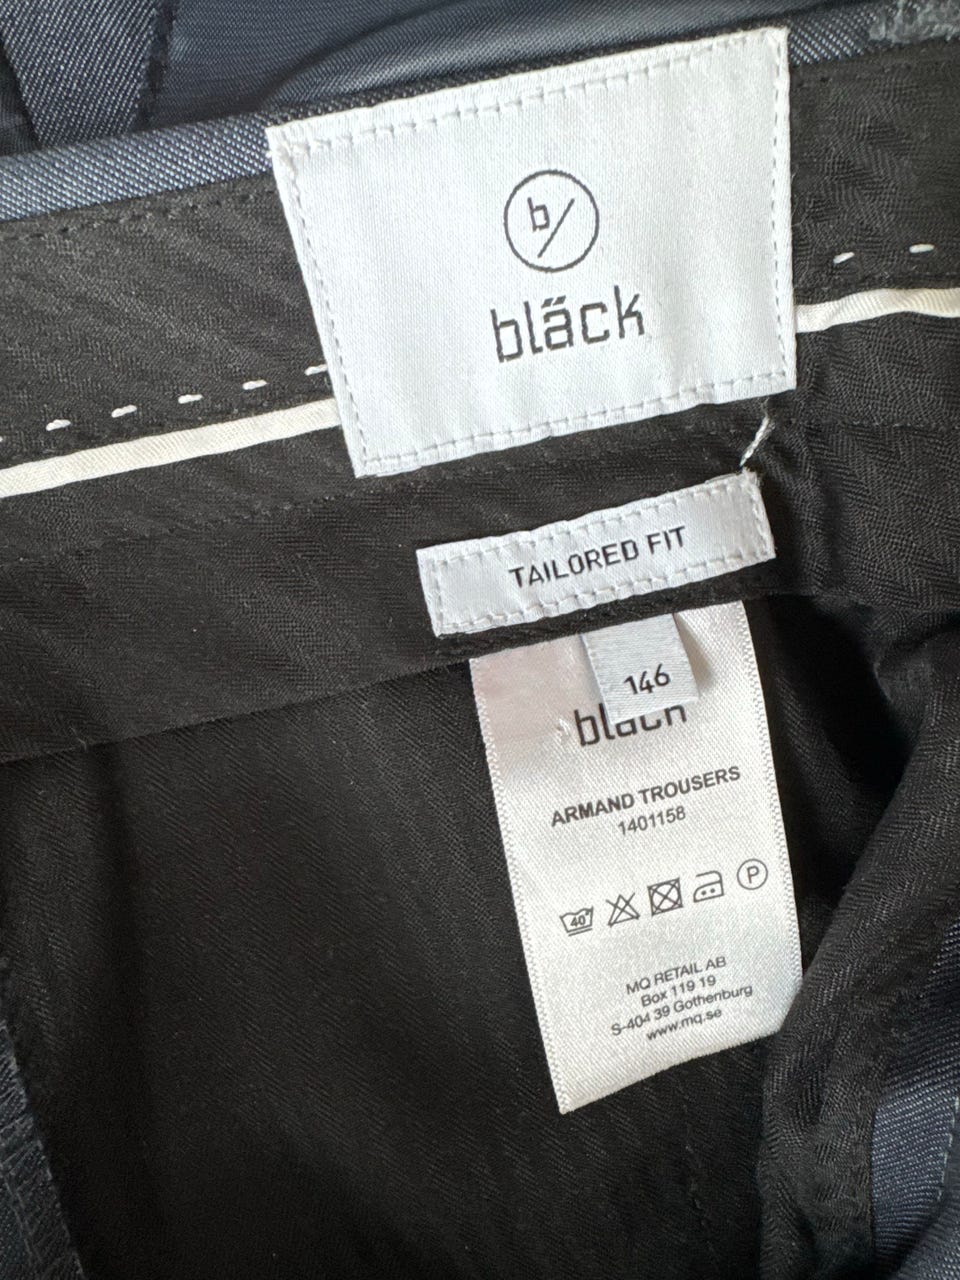 b/
bläck
TAILORED FIT
146
bläck
ARMAND TROUSERS
1401158
40
P
MQ RETAIL AB
Box 119 19
S-404 39 Gothenburg
www.mq.se